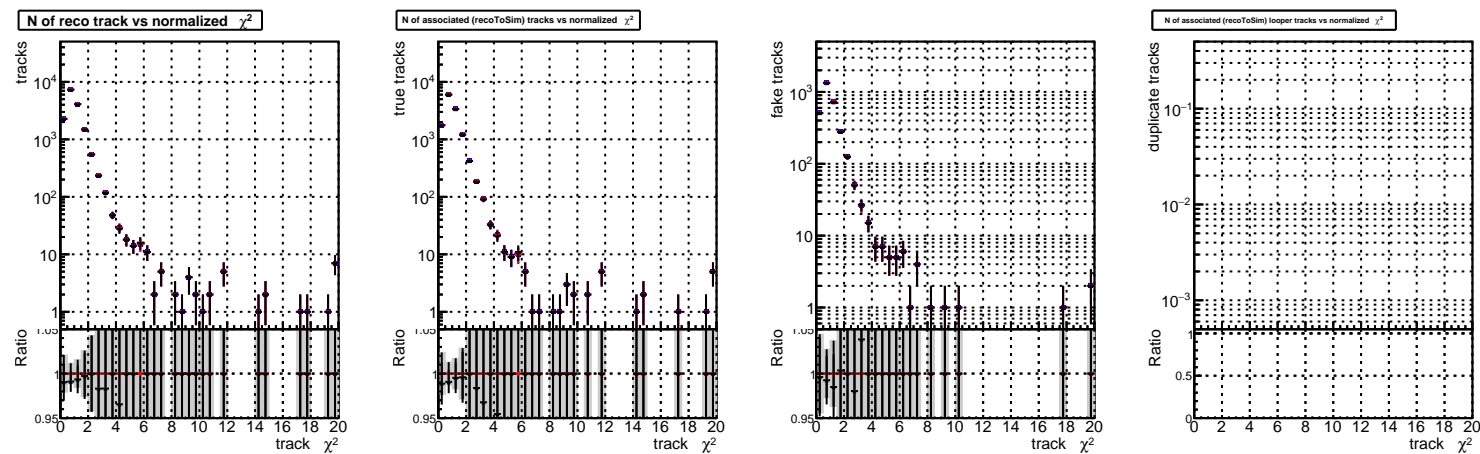 N of reco track vs normalized χ²
tracks
10⁴
10³
10²
10
1
1.05
Ratio
1
0.95
0 2 4 6 8 10 12 14 16 18 20
track χ²
N of associated (recoToSim) tracks vs normalized χ²
true tracks
10⁴
10³
10²
10
1
1.05
Ratio
1
0.95
0 2 4 6 8 10 12 14 16 18 20
track χ²
fake tracks
10³
10²
10
1
1.05
Ratio
1
0.95
0 2 4 6 8 10 12 14 16 18 20
track χ²
N of associated (recoToSim) looper tracks vs normalized χ²
duplicate tracks
10⁻¹
10⁻²
10⁻³
Ratio
1
0.5
0
0 2 4 6 8 10 12 14 16 18 20
track χ²